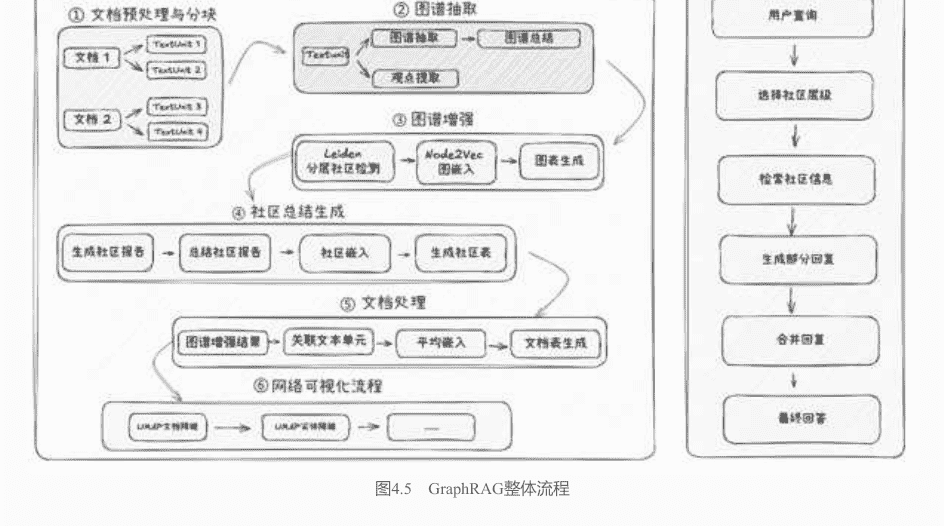 ① 文档预处理与分块
文档 1
TextUnit 1
TextUnit 2
文档 2
TextUnit 3
TextUnit 4
② 图谱抽取
Textunit
图谱抽取
图谱总结
观点提取
③ 图谱增强
Leiden
分层社区检测
Node2Vec
图嵌入
图表生成
④ 社区总结生成
生成社区报告
总结社区报告
社区嵌入
生成社区表
⑤ 文档处理
图谱增强结果
关联文本单元
平均嵌入
文档表生成
⑥ 网络可视化流程
UMAP文档降维
UMAP实体降维
—
用户查询
选择社区层级
检索社区信息
生成部分回复
合并回复
最终回答
图4.5 GraphRAG整体流程